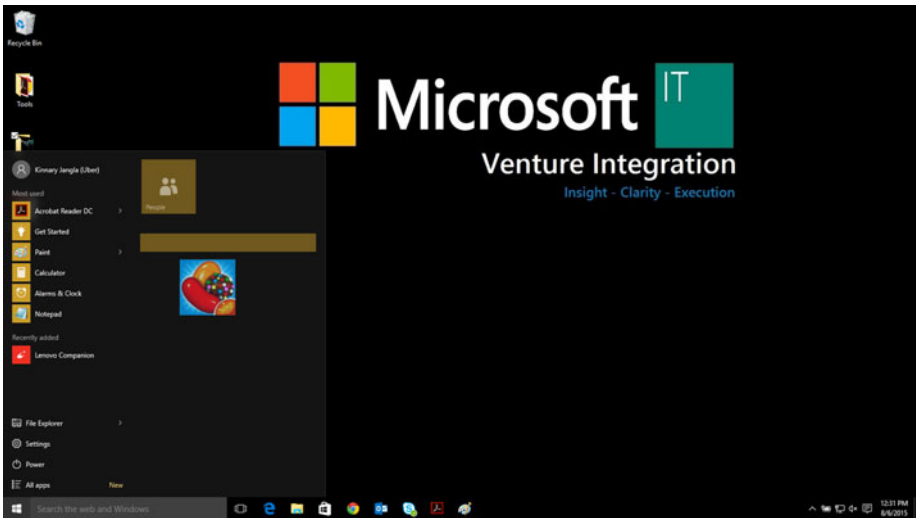 Recycle Bin
Tools
Microsoft IT
Venture Integration
Insight - Clarity - Execution
Kinnary Jangla (Uber)
Most used
Acrobat Reader DC
Get Started
Paint
Calculator
Alarms & Clock
Notepad
Recently added
Lenovo Companion
File Explorer
Settings
Power
All apps New
People
Search the web and Windows
12:31 PM
8/6/2015